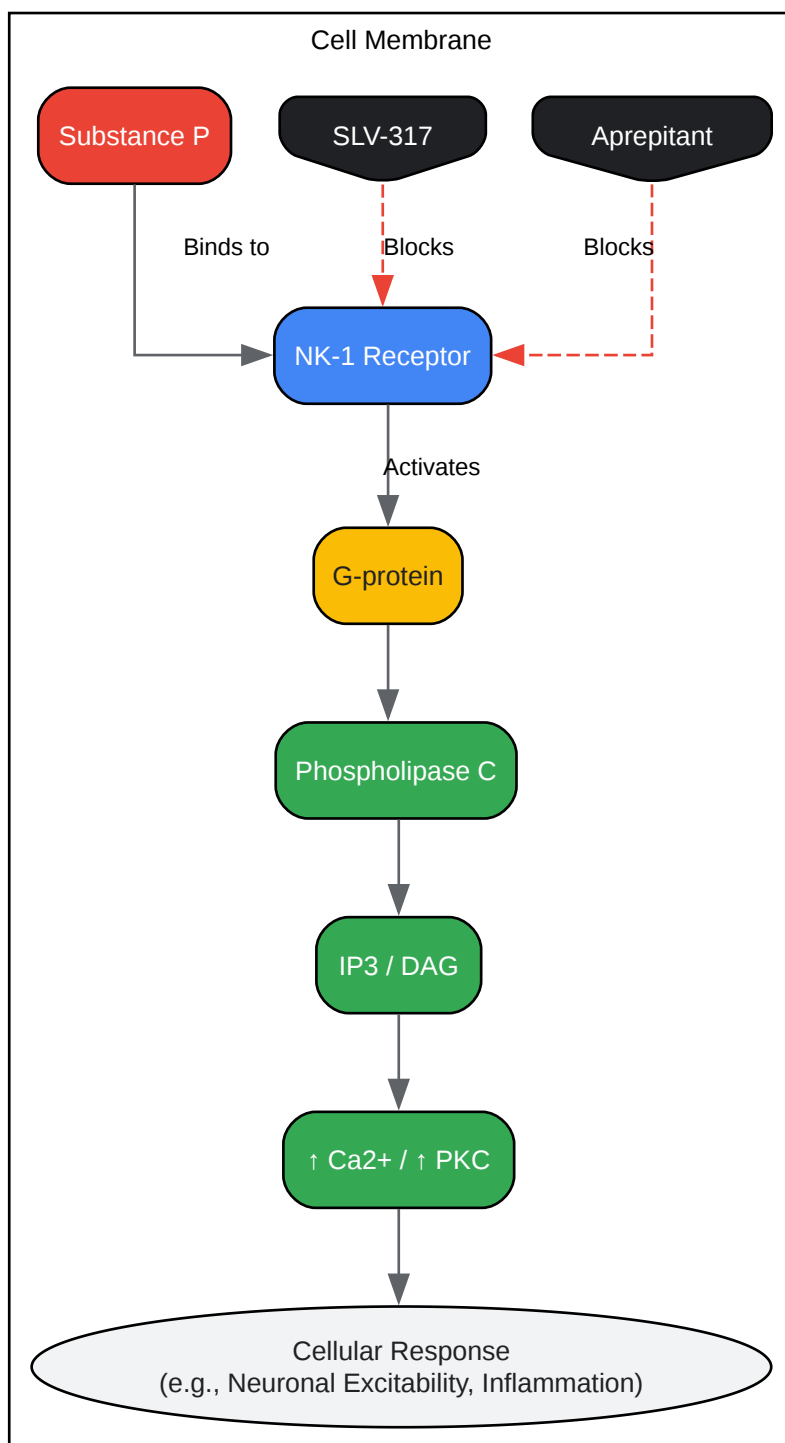 Cell Membrane
Substance P
SLV-317
Aprepitant
Binds to
Blocks
Blocks
NK-1 Receptor
Activates
G-protein
Phospholipase C
IP3 / DAG
↑ Ca2+ / ↑ PKC
Cellular Response
(e.g., Neuronal Excitability, Inflammation)